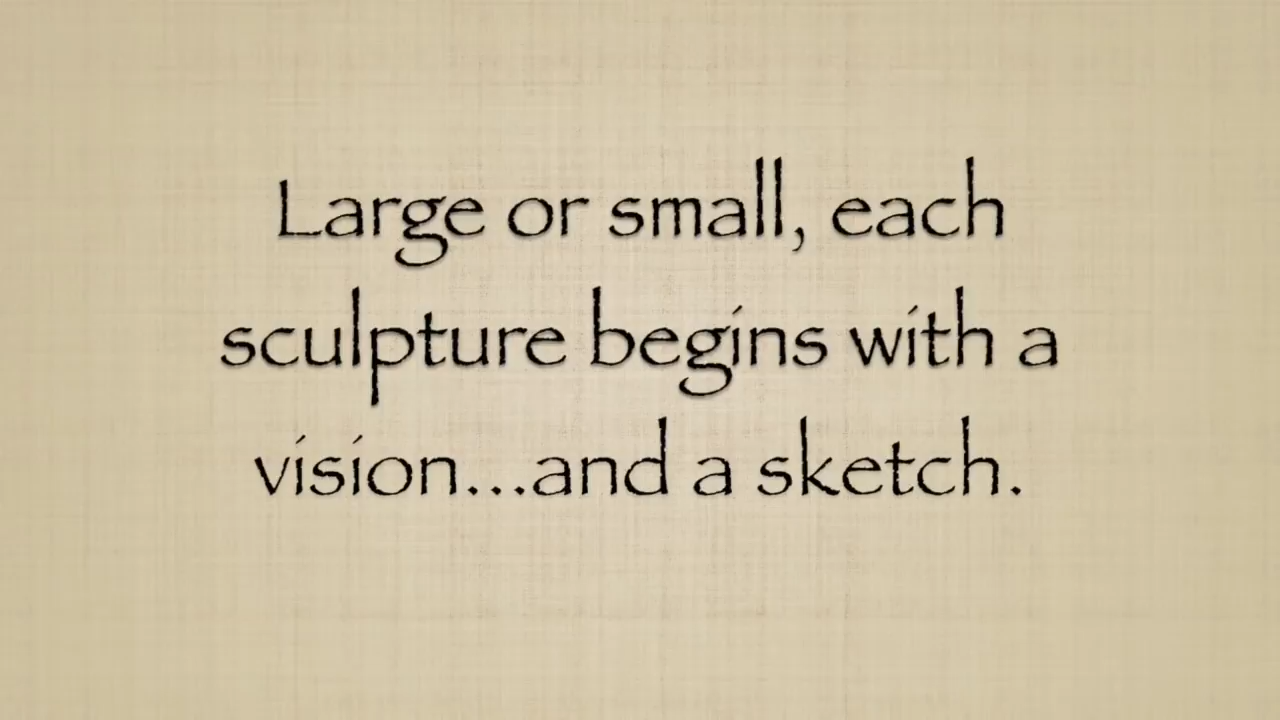 Large or small, each
sculpture begins with a
vision...and a sketch.